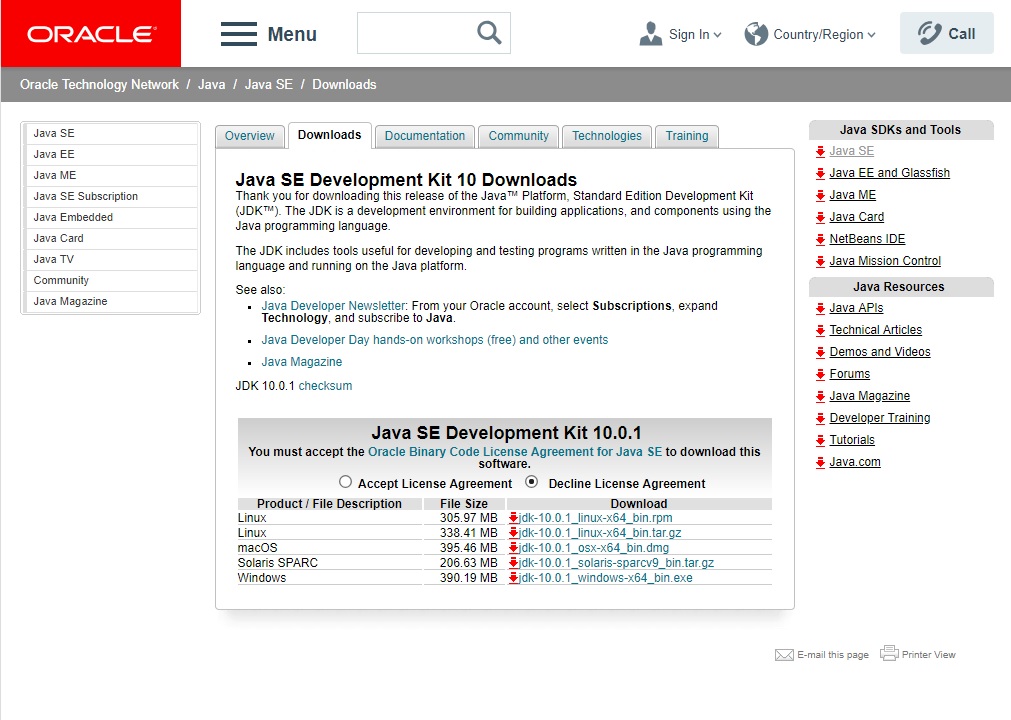 ORACLE
Menu
Sign In
Country/Region
Call
Oracle Technology Network / Java / Java SE / Downloads
Java SE
Java EE
Java ME
Java SE Subscription
Java Embedded
Java Card
Java TV
Community
Java Magazine
Overview Downloads Documentation Community Technologies Training
Java SE Development Kit 10 Downloads
Thank you for downloading this release of the Java™ Platform, Standard Edition Development Kit
(JDK™). The JDK is a development environment for building applications, and components using the
Java programming language.
The JDK includes tools useful for developing and testing programs written in the Java programming
language and running on the Java platform.
See also:
Java Developer Newsletter: From your Oracle account, select Subscriptions, expand
Technology, and subscribe to Java.
Java Developer Day hands-on workshops (free) and other events
Java Magazine
JDK 10.0.1 checksum
Java SE Development Kit 10.0.1
You must accept the Oracle Binary Code License Agreement for Java SE to download this
software.
Accept License Agreement Decline License Agreement
Product / File Description File Size Download
Linux 305.97 MB jdk-10.0.1_linux-x64_bin.rpm
Linux 338.41 MB jdk-10.0.1_linux-x64_bin.tar.gz
macOS 395.46 MB jdk-10.0.1_osx-x64_bin.dmg
Solaris SPARC 206.63 MB jdk-10.0.1_solaris-sparcv9_bin.tar.gz
Windows 390.19 MB jdk-10.0.1_windows-x64_bin.exe
Java SDKs and Tools
Java SE
Java EE and Glassfish
Java ME
Java Card
NetBeans IDE
Java Mission Control
Java Resources
Java APIs
Technical Articles
Demos and Videos
Forums
Java Magazine
Developer Training
Tutorials
Java.com
E-mail this page Printer View